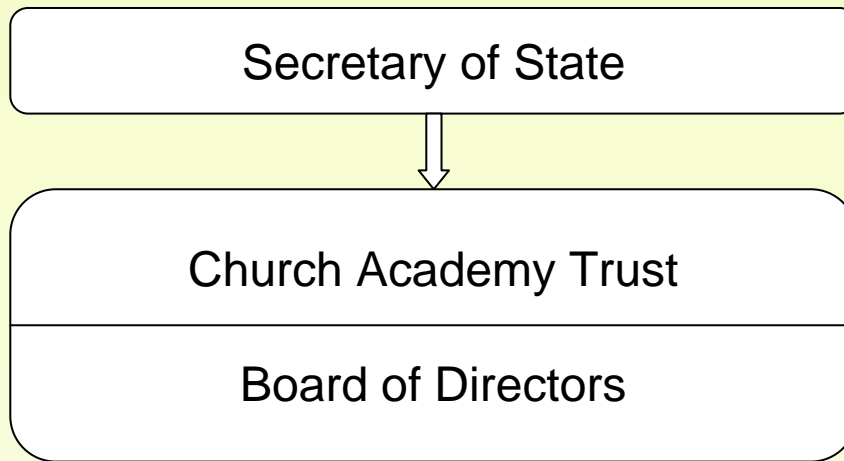 Secretary of State
Church Academy Trust
Board of Directors